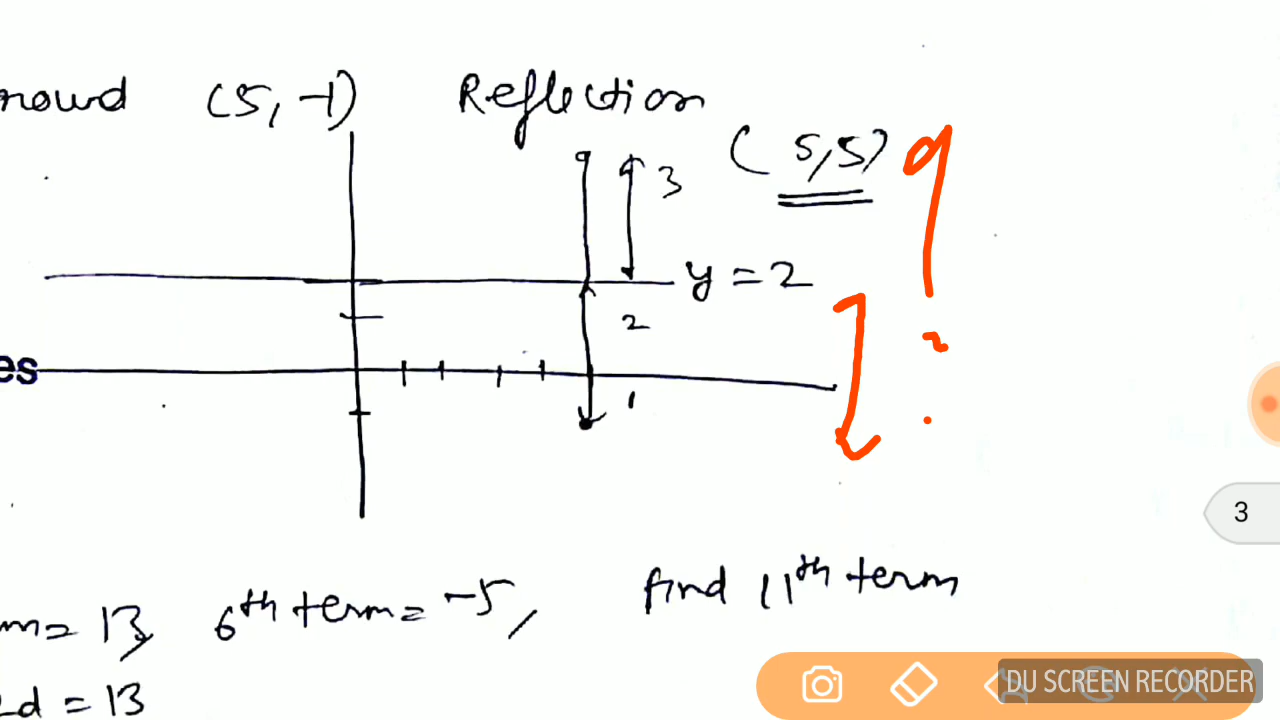 (5, -1) Reflection
(5,5)
3
y = 2
2
es
1
3
m= 13, 6th term= -5, find 11th term
2d = 13
DU SCREEN RECORDER